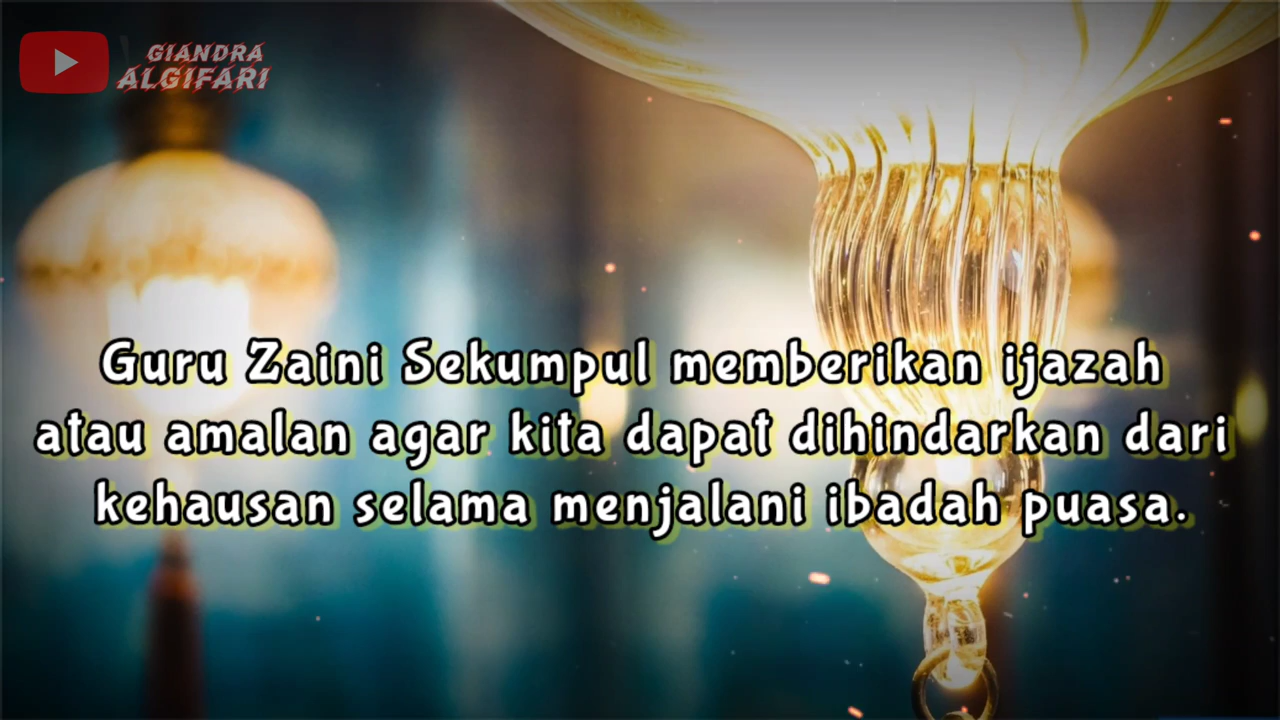 GIANDRA
ALGIFARI
Guru Zaini Sekumpul memberikan ijazah
atau amalan agar kita dapat dihindarkan dari
kehausan selama menjalani ibadah puasa.